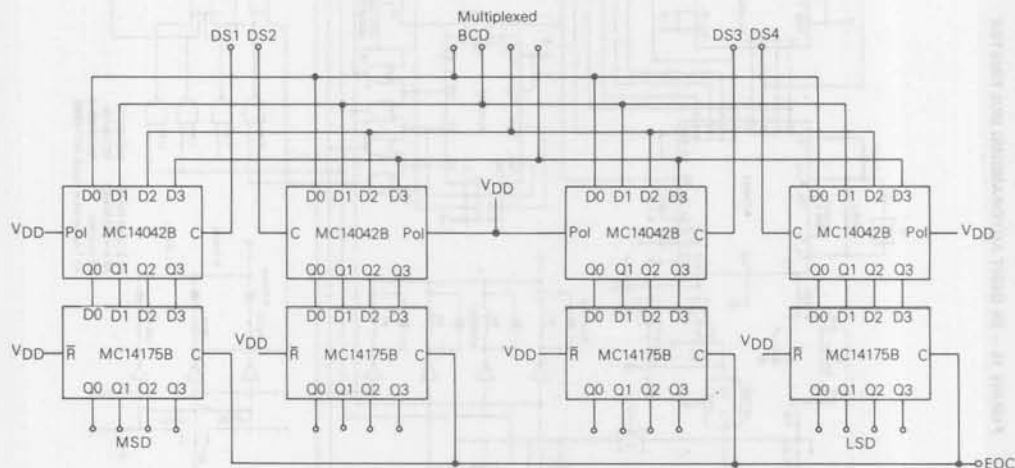 Multiplexed
DS1 DS2 BCD DS3 DS4
D0 D1 D2 D3 D0 D1 D2 D3 VDD D0 D1 D2 D3 D0 D1 D2 D3
VDD Pol MC14042B C C MC14042B Pol Pol MC14042B C C MC14042B Pol VDD
Q0 Q1 Q2 Q3 Q0 Q1 Q2 Q3 Q0 Q1 Q2 Q3 Q0 Q1 Q2 Q3
D0 D1 D2 D3 D0 D1 D2 D3 D0 D1 D2 D3 D0 D1 D2 D3
VDD R̅ MC14175B C VDD R̅ MC14175B C VDD R̅ MC14175B C VDD R̅ MC14175B C
Q0 Q1 Q2 Q3 Q0 Q1 Q2 Q3 Q0 Q1 Q2 Q3 Q0 Q1 Q2 Q3
MSD LSD
EOC